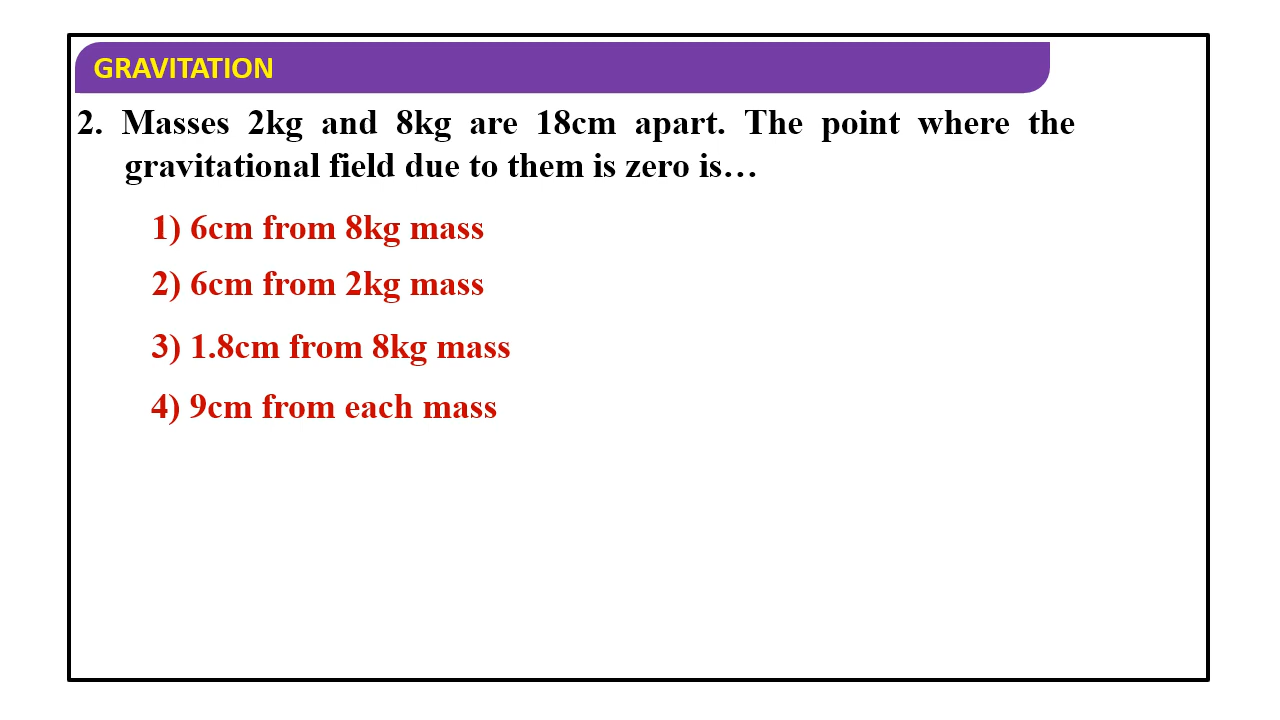 GRAVITATION
2. Masses 2kg and 8kg are 18cm apart. The point where the
gravitational field due to them is zero is…
1) 6cm from 8kg mass
2) 6cm from 2kg mass
3) 1.8cm from 8kg mass
4) 9cm from each mass